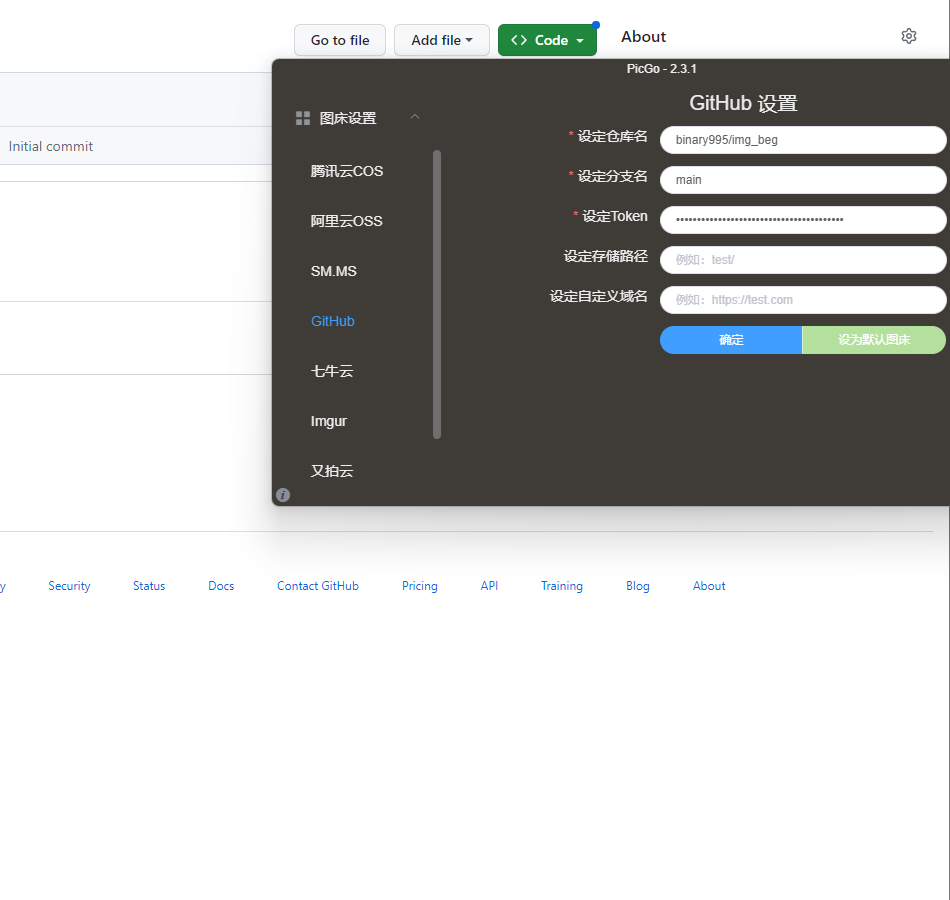 Go to file
Add file
Code
About
PicGo - 2.3.1
GitHub 设置
图床设置
* 设定仓库名
binary995/img_beg
Initial commit
腾讯云COS
* 设定分支名
main
阿里云OSS
* 设定Token
••••••••••••••••••••••••••••••••••••••••
设定存储路径
例如：test/
SM.MS
设定自定义域名
例如：https://test.com
GitHub
确定
设为默认图床
七牛云
Imgur
又拍云
y
Security
Status
Docs
Contact GitHub
Pricing
API
Training
Blog
About